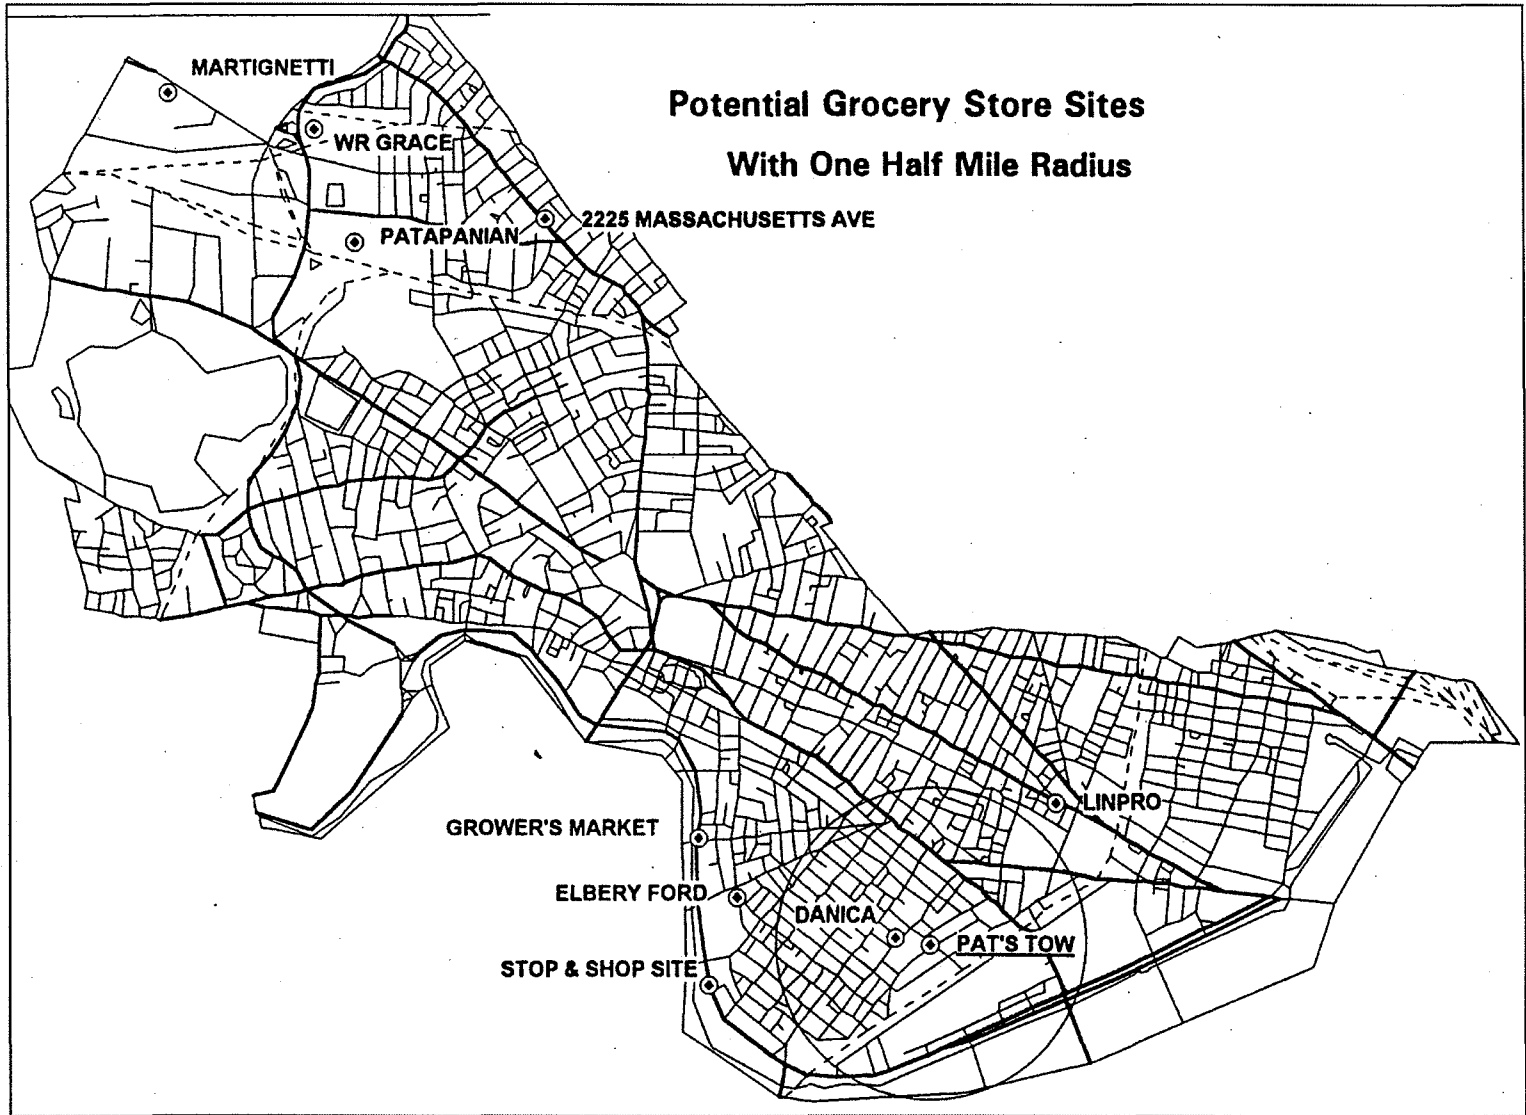 MARTIGNETTI
Potential Grocery Store Sites
With One Half Mile Radius
WR GRACE
2225 MASSACHUSETTS AVE
PATAPANIAN
LINPRO
GROWER'S MARKET
ELBERY FORD
DANICA
PAT'S TOW
STOP & SHOP SITE